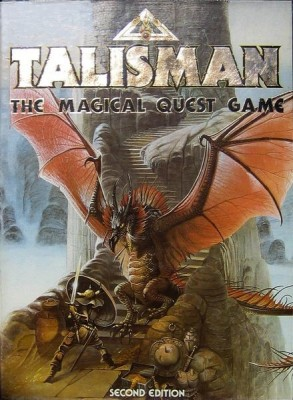 TALISMAN
THE MAGICAL QUEST GAME
SECOND EDITION